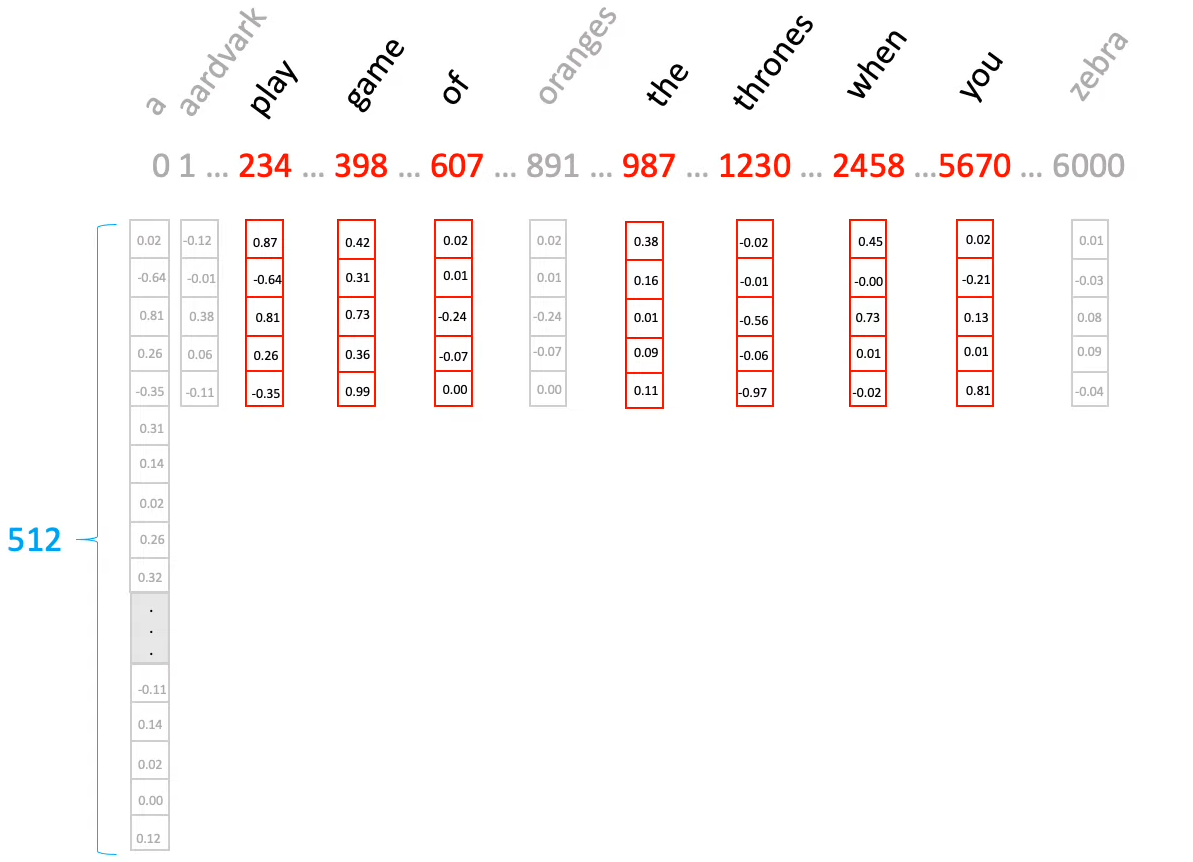 a aardvark play game of oranges the thrones when you zebra
0 1 ... 234 ... 398 ... 607 ... 891 ... 987 ... 1230 ... 2458 ...5670 ... 6000
0.02 -0.12 0.87 0.42 0.02 0.02 0.38 -0.02 0.45 0.02 0.01
-0.64 -0.01 -0.64 0.31 0.01 0.01 0.16 -0.01 -0.00 -0.21 -0.03
0.81 0.38 0.81 0.73 -0.24 -0.24 0.01 -0.56 0.73 0.13 0.08
0.26 0.06 0.26 0.36 -0.07 -0.07 0.09 -0.06 0.01 0.01 0.09
-0.35 -0.11 -0.35 0.99 0.00 0.00 0.11 -0.97 -0.02 0.81 -0.04
0.31
0.14
0.02
512
0.26
0.32
.
.
.
-0.11
0.14
0.02
0.00
0.12